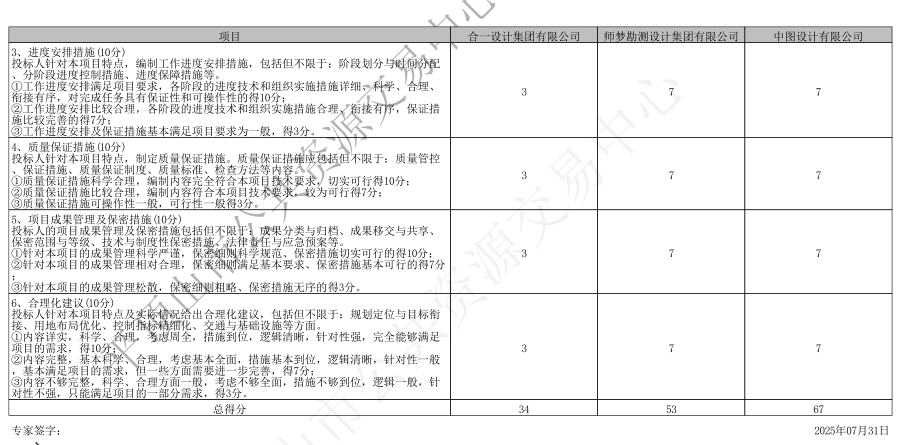 项目 合一设计集团有限公司 师梦勘测设计集团有限公司 中图设计有限公司
3、进度安排措施(10分)
投标人针对本项目特点，编制工作进度安排措施，包括但不限于：阶段划分与时间分配
、分阶段进度控制措施、进度保障措施等。
①工作进度安排满足项目要求，各阶段的进度技术和组织实施措施详细、科学、合理、
衔接有序，对完成任务具有保证性和可操作性的得10分；
②工作进度安排比较合理，各阶段的进度技术和组织实施措施合理、衔接有序，保证措
施比较完善的得7分；
③工作进度安排及保证措施基本满足项目要求为一般，得3分。
3 7 7
4、质量保证措施(10分)
投标人针对本项目特点，制定质量保证措施。质量保证措施应包括但不限于：质量管控
、保证措施、质量保证制度、质量标准、检查方法等内容。
①质量保证措施科学合理，编制内容完全符合本项目技术要求，切实可行得10分；
②质量保证措施比较合理，编制内容符合本项目技术要求，较为可行得7分；
③质量保证措施可操作性一般，可行性一般得3分。
3 7 7
5、项目成果管理及保密措施(10分)
投标人的项目成果管理及保密措施包括但不限于：成果分类与归档、成果移交与共享、
保密范围与等级、技术与制度性保密措施、法律责任与应急预案等。
①针对本项目的成果管理科学严谨，保密细则科学规范、保密措施切实可行的得10分；
②针对本项目的成果管理相对合理，保密细则满足基本要求、保密措施基本可行的得7分
；
③针对本项目的成果管理松散，保密细则粗略、保密措施无序的得3分。
3 7 7
6、合理化建议(10分)
投标人针对本项目特点及实际情况给出合理化建议，包括但不限于：规划定位与目标衔
接、用地布局优化、控制指标精细化、交通与基础设施等方面。
①内容详实，科学、合理，考虑周全，措施到位，逻辑清晰，针对性强，完全能够满足
项目的需求，得10分；
②内容完整，基本科学、合理，考虑基本全面，措施基本到位，逻辑清晰，针对性一般
，基本满足项目的需求，但一些方面需要进一步完善，得7分；
③内容不够完整，科学、合理方面一般，考虑不够全面，措施不够到位，逻辑一般，针
对性不强，只能满足项目的一部分需求，得3分。
3 7 7
总得分 34 53 67
专家签字： 2025年07月31日
平顶山市公共资源交易中心
山市公共资源交易中心